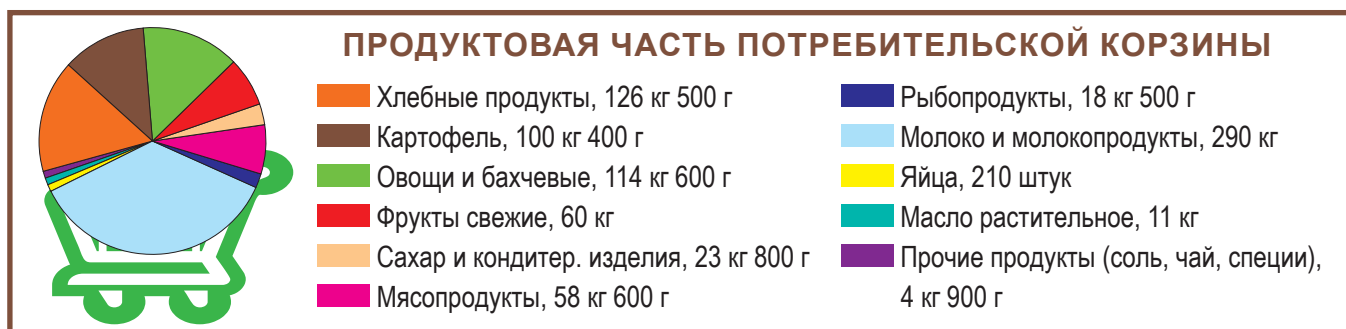 ПРОДУКТОВАЯ ЧАСТЬ ПОТРЕБИТЕЛЬСКОЙ КОРЗИНЫ
Хлебные продукты, 126 кг 500 г
Картофель, 100 кг 400 г
Овощи и бахчевые, 114 кг 600 г
Фрукты свежие, 60 кг
Сахар и кондитер. изделия, 23 кг 800 г
Мясопродукты, 58 кг 600 г
Рыбопродукты, 18 кг 500 г
Молоко и молокопродукты, 290 кг
Яйца, 210 штук
Масло растительное, 11 кг
Прочие продукты (соль, чай, специи),
4 кг 900 г